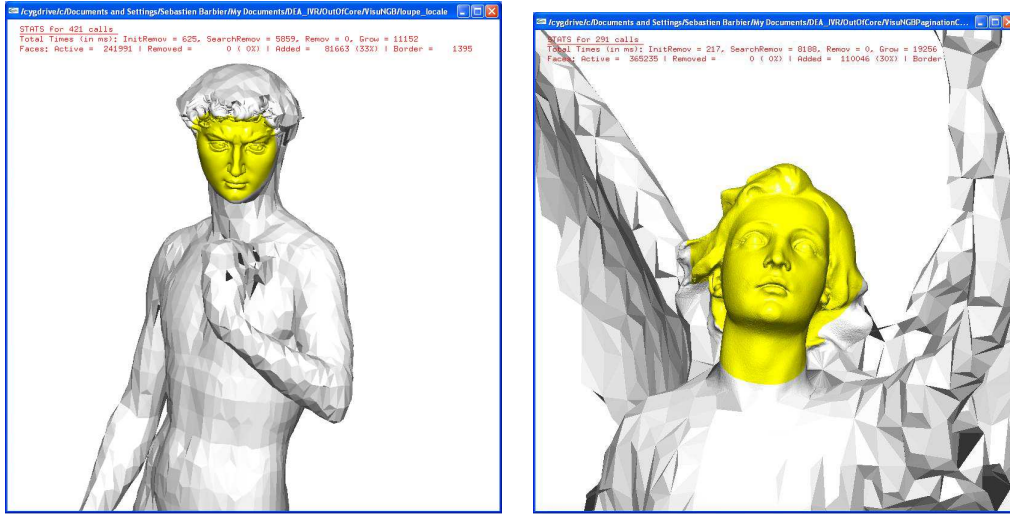 /cygdrive/c/Documents and Settings/Sebastien Barbier/My Documents/DEA_IVR/OutOfCore/VisuNGB/loupe_locale
STATS for 421 calls
Total Times (in ms): InitRemov = 625, SearchRemov = 5859, Remov = 0, Grow = 11152
Faces: Active = 241991 | Removed = 0 ( 0%) | Added = 81663 (33%) | Border = 1395
/cygdrive/c/Documents and Settings/Sebastien Barbier/My Documents/DEA_IVR/OutOfCore/VisuNGBPaginationC...
STATS for 291 calls
Total Times (in ms): InitRemov = 217, SearchRemov = 8188, Remov = 0, Grow = 19256
Faces: Active = 365235 | Removed = 0 ( 0%) | Added = 110046 (30%) | Border